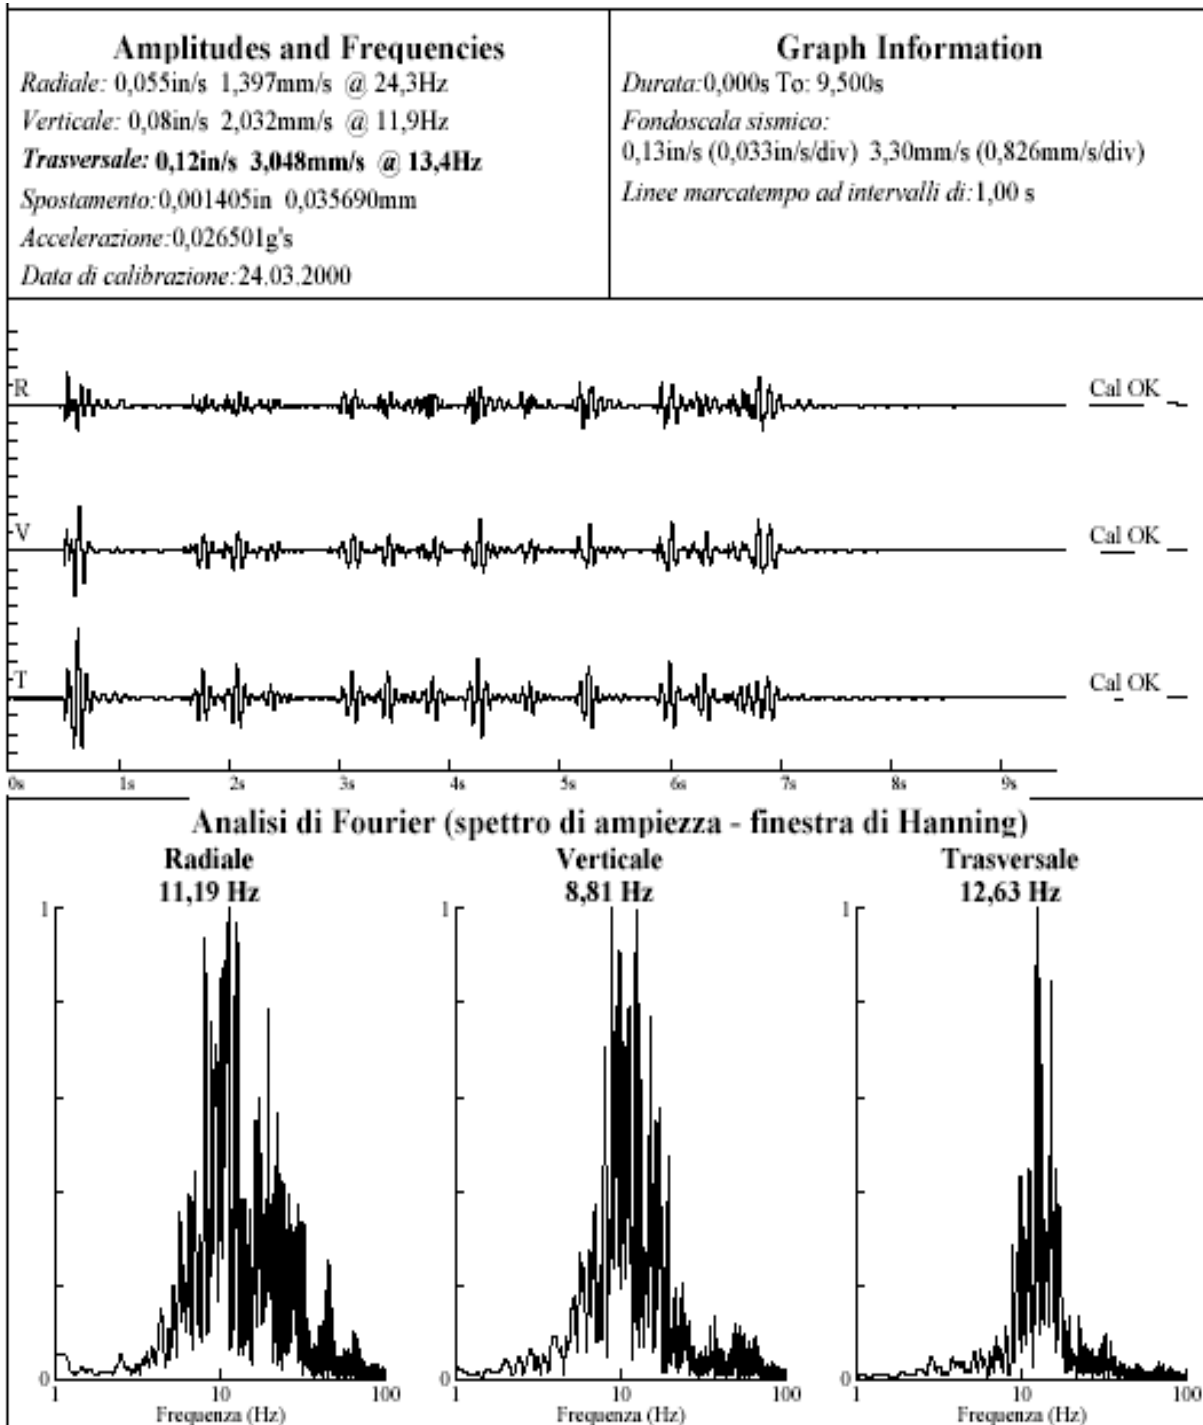 Amplitudes and Frequencies
Radiale: 0,055in/s 1,397mm/s @ 24,3Hz
Verticale: 0,08in/s 2,032mm/s @ 11,9Hz
Trasversale: 0,12in/s 3,048mm/s @ 13,4Hz
Spostamento:0,001405in 0,035690mm
Accelerazione:0,026501g's
Data di calibrazione:24.03.2000
Graph Information
Durata:0,000s To: 9,500s
Fondoscala sismico:
0,13in/s (0,033in/s/div) 3,30mm/s (0,826mm/s/div)
Linee marcatempo ad intervalli di:1,00 s
R
Cal OK
V
Cal OK
T
Cal OK
0s 1s 2s 3s 4s 5s 6s 7s 8s 9s
Analisi di Fourier (spettro di ampiezza - finestra di Hanning)
Radiale
11,19 Hz
1
0
1 10 100
Frequenza (Hz)
Verticale
8,81 Hz
1
0
1 10 100
Frequenza (Hz)
Trasversale
12,63 Hz
1
0
1 10 100
Frequenza (Hz)